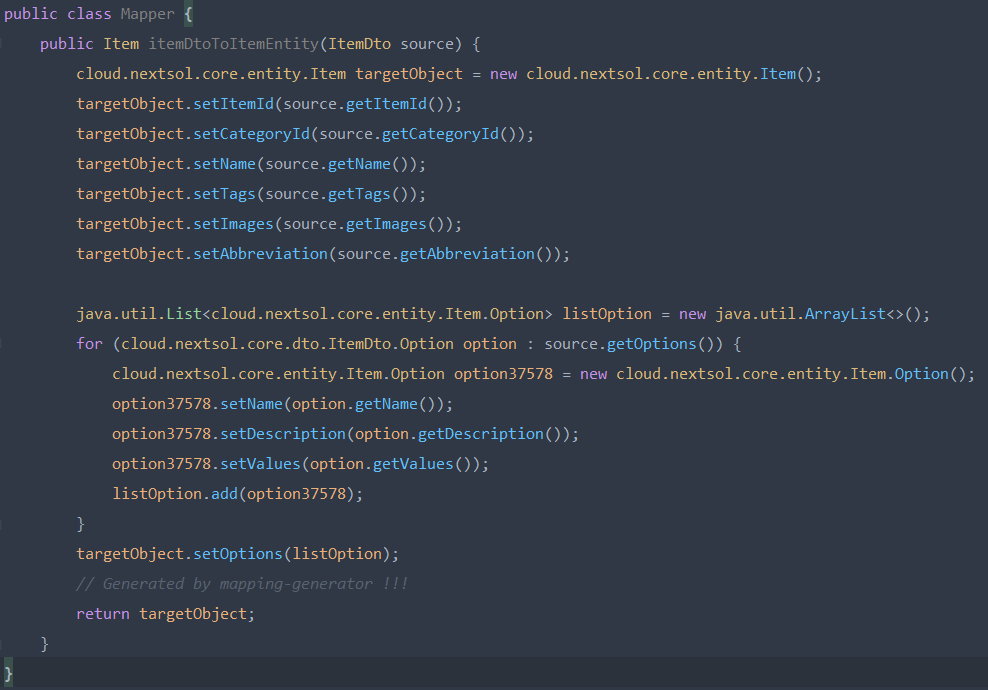 public class Mapper {
    public Item itemDtoToItemEntity(ItemDto source) {
        cloud.nextsol.core.entity.Item targetObject = new cloud.nextsol.core.entity.Item();
        targetObject.setItemId(source.getItemId());
        targetObject.setCategoryId(source.getCategoryId());
        targetObject.setName(source.getName());
        targetObject.setTags(source.getTags());
        targetObject.setImages(source.getImages());
        targetObject.setAbbreviation(source.getAbbreviation());

        java.util.List<cloud.nextsol.core.entity.Item.Option> listOption = new java.util.ArrayList<>();
        for (cloud.nextsol.core.dto.ItemDto.Option option : source.getOptions()) {
            cloud.nextsol.core.entity.Item.Option option37578 = new cloud.nextsol.core.entity.Item.Option();
            option37578.setName(option.getName());
            option37578.setDescription(option.getDescription());
            option37578.setValues(option.getValues());
            listOption.add(option37578);
        }
        targetObject.setOptions(listOption);
        // Generated by mapping-generator !!!
        return targetObject;
    }
}